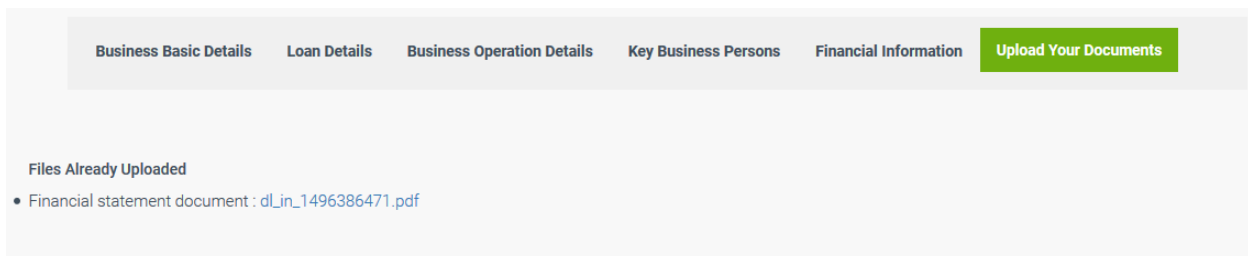 Business Basic Details Loan Details Business Operation Details Key Business Persons Financial Information Upload Your Documents
Files Already Uploaded
• Financial statement document : dl_in_1496386471.pdf